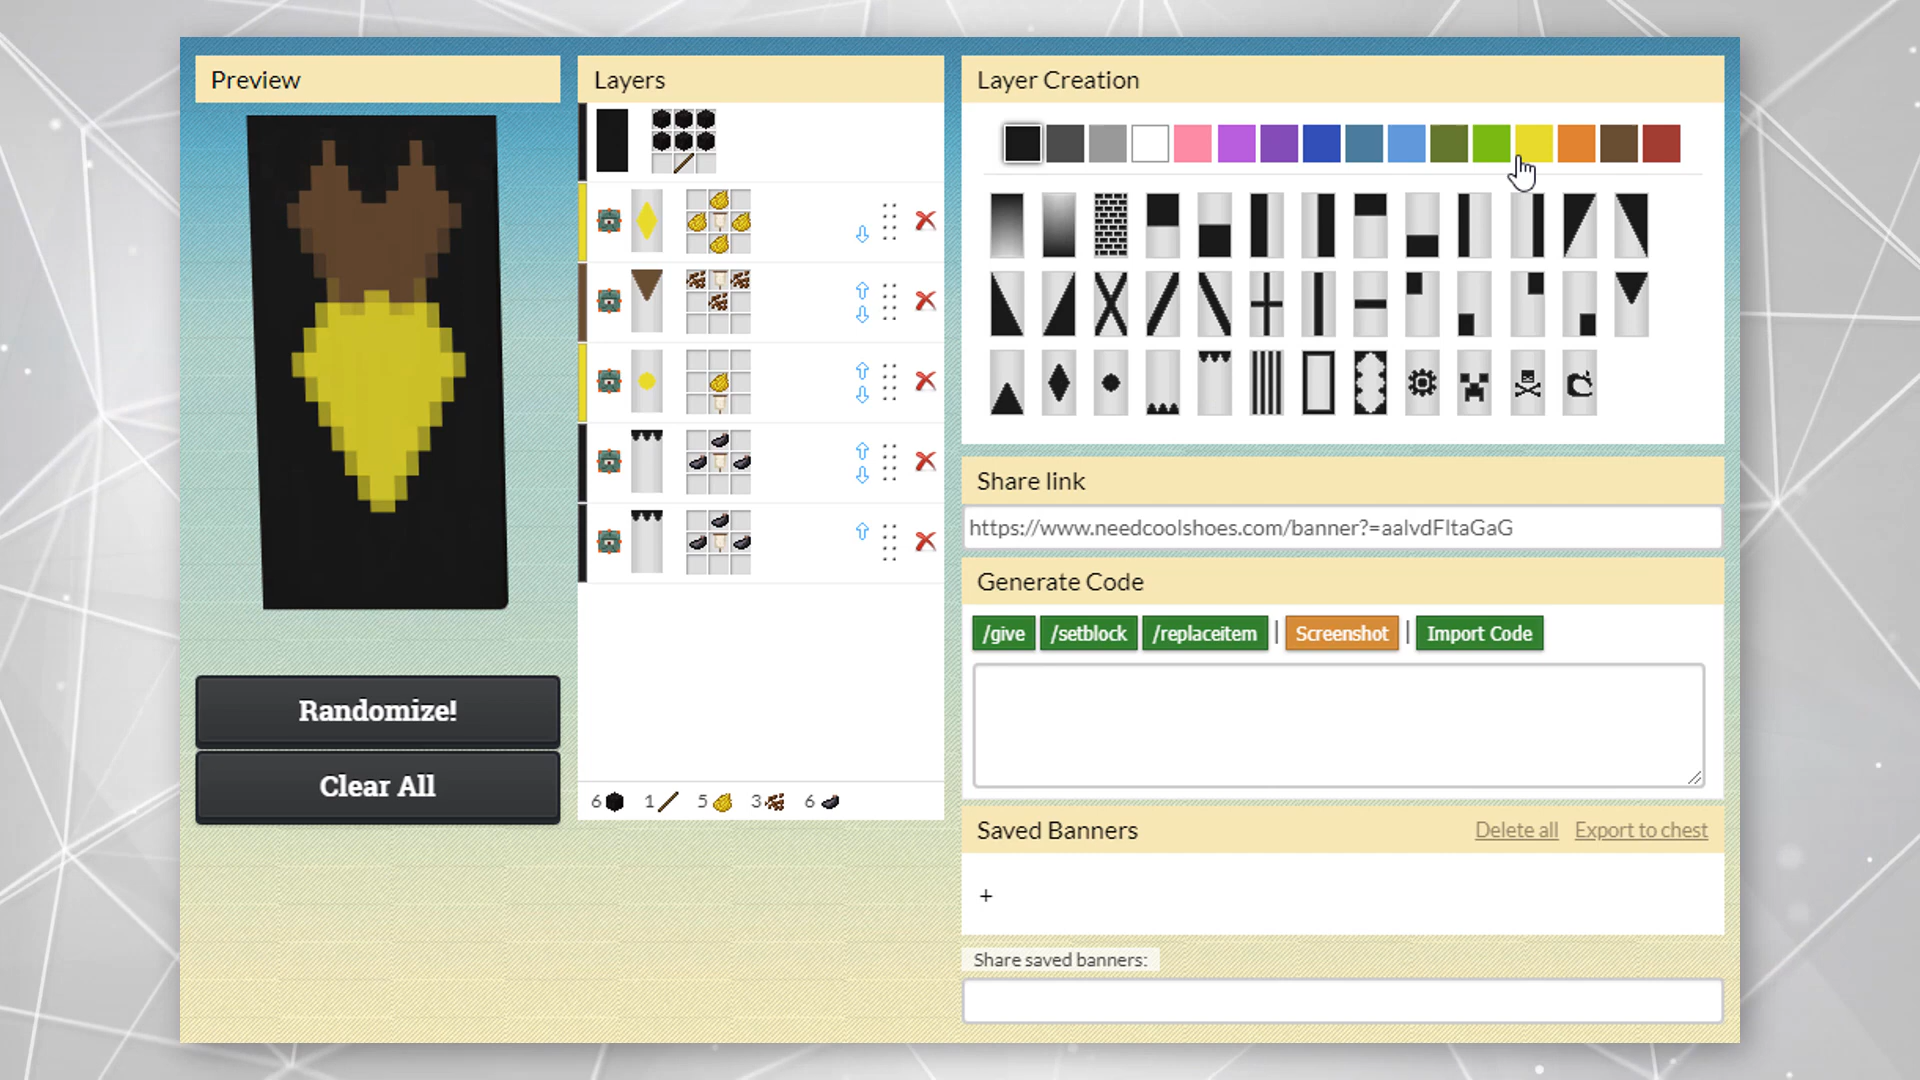 Preview
Layers
Layer Creation
Share link
https://www.needcoolshoes.com/banner?=aalvdFltaGaG
Generate Code
/give
/setblock
/replaceitem
|
Screenshot
|
Import Code
Randomize!
Clear All
6
1
5
3
6
Saved Banners
Delete all
Export to chest
+
Share saved banners: